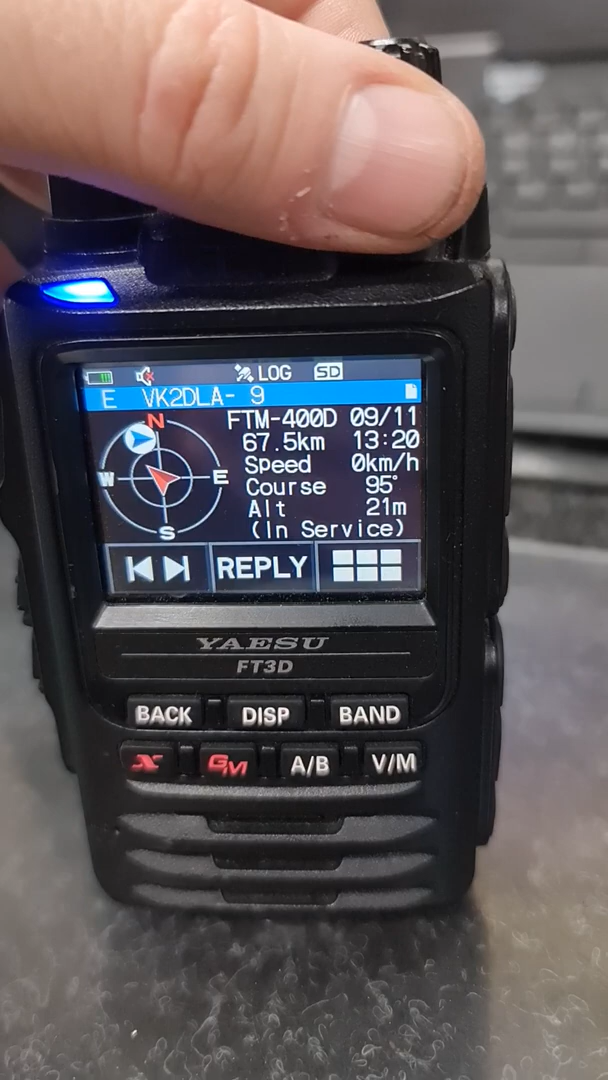 LOG SD
E VK2DLA- 9
FTM-400D 09/11
67.5km 13:20
Speed 0km/h
Course 95°
Alt 21m
(In Service)
N
W E
S
REPLY
YAESU
FT3D
BACK DISP BAND
X GM A/B V/M